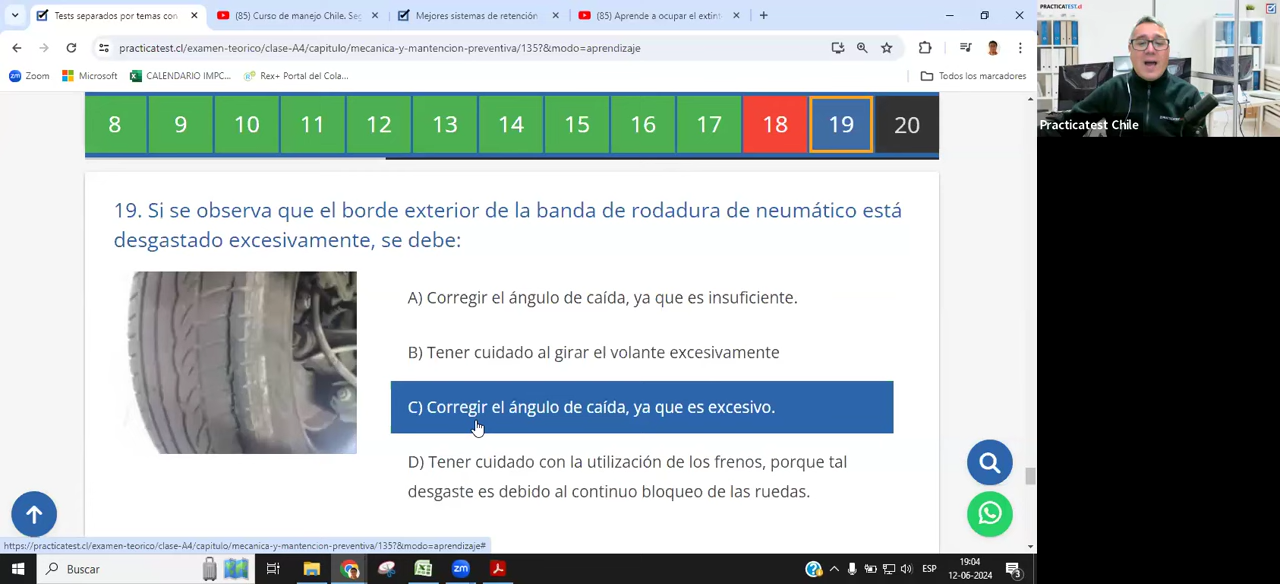 Tests separados por temas con
(85) Curso de manejo Chile. Seg
Mejores sistemas de retención
(85) Aprende a ocupar el extint
practicatest.cl/examen-teorico/clase-A4/capitulo/mecanica-y-mantencion-preventiva/135?&modo=aprendizaje
Zoom
Microsoft
CALENDARIO IMPC...
Rex+ Portal del Cola...
Todos los marcadores
PRACTICATEST.cl
Practicatest Chile
8 9 10 11 12 13 14 15 16 17 18 19 20
19. Si se observa que el borde exterior de la banda de rodadura de neumático está
desgastado excesivamente, se debe:
A) Corregir el ángulo de caída, ya que es insuficiente.
B) Tener cuidado al girar el volante excesivamente
C) Corregir el ángulo de caída, ya que es excesivo.
D) Tener cuidado con la utilización de los frenos, porque tal
desgaste es debido al continuo bloqueo de las ruedas.
https://practicatest.cl/examen-teorico/clase-A4/capitulo/mecanica-y-mantencion-preventiva/135?&modo=aprendizaje#
Buscar
zm
ESP
19:04
12-06-2024
3